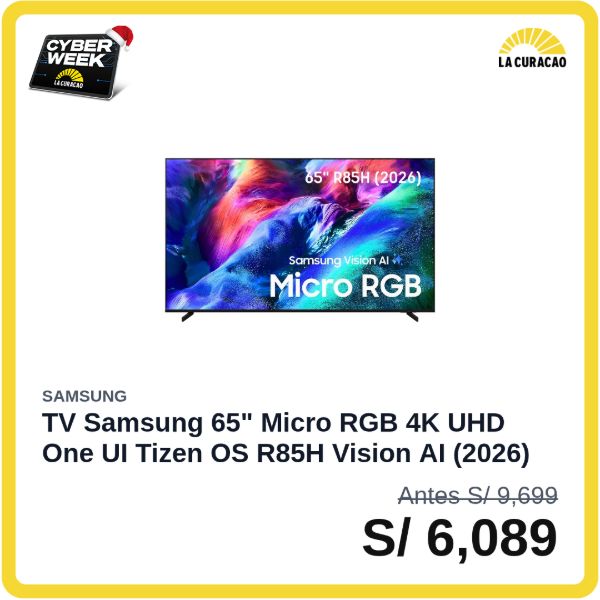 CYBER
WEEK
LA CURACAO
LA CURACAO
65" R85H (2026)
Samsung Vision AI
Micro RGB
SAMSUNG
TV Samsung 65" Micro RGB 4K UHD
One UI Tizen OS R85H Vision AI (2026)
Antes S/ 9,699
S/ 6,089